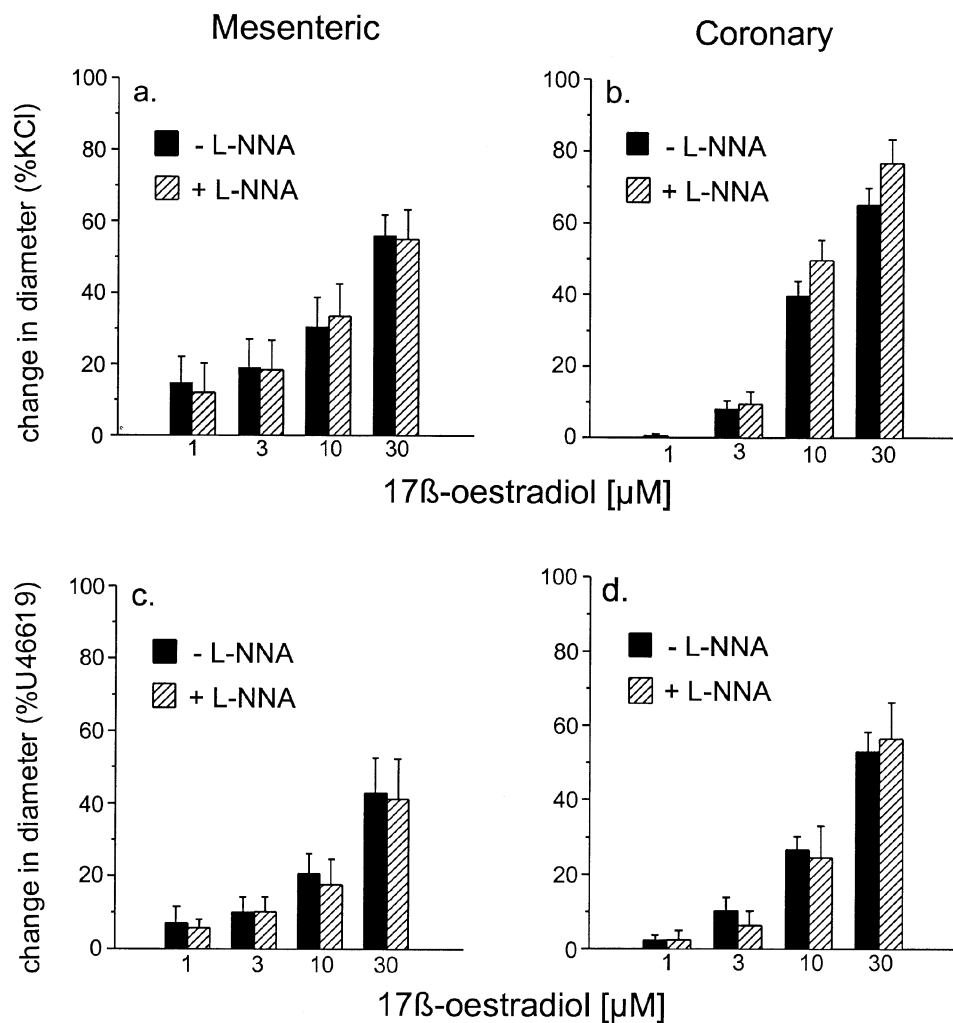 Mesenteric
Coronary
change in diameter (%KCl)
100
80
60
40
20
0
a.
- L-NNA
+ L-NNA
1 3 10 30
100
80
60
40
20
0
b.
- L-NNA
+ L-NNA
1 3 10 30
17ß-oestradiol [µM]
change in diameter (%U46619)
100
80
60
40
20
0
c.
- L-NNA
+ L-NNA
1 3 10 30
100
80
60
40
20
0
d.
- L-NNA
+ L-NNA
1 3 10 30
17ß-oestradiol [µM]